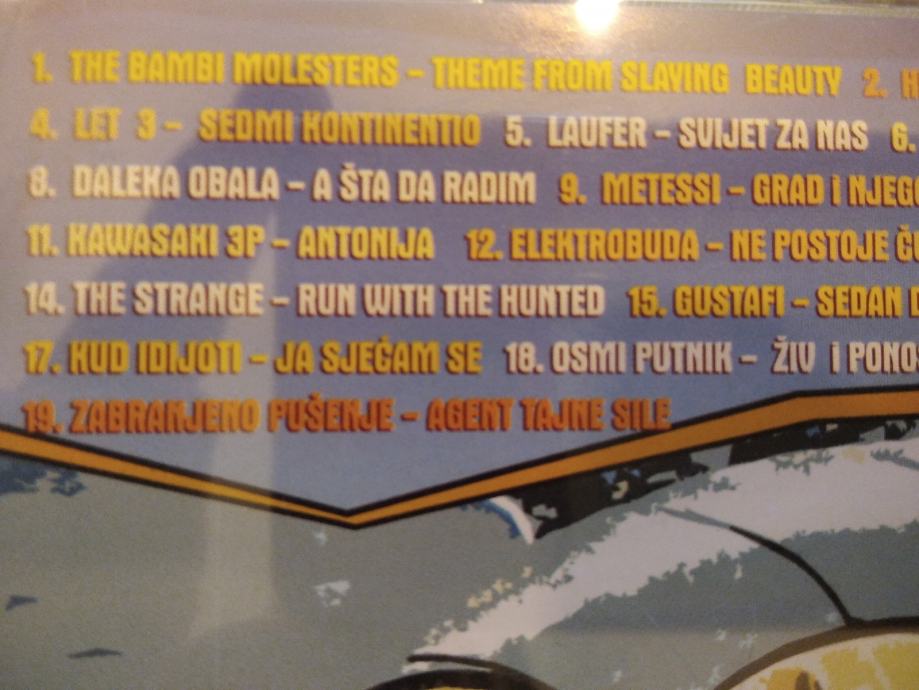 1. THE BAMBI MOLESTERS – THEME FROM SLAVING BEAUTY 2.
4. LET 3 – SEDMI KONTINENTIO 5. LAUFER – SVIJET ZA NAS 6.
8. DALEKA OBALA – A ŠTA DA RADIM 9. METESSI – GRAD I NJEG
11. KAWASAKI 3P – ANTONIJA 12. ELEKTROBUDA – NE POSTOJE
14. THE STRANGE – RUN WITH THE HUNTED 15. GUSTAFI – SEDAN
17. KUD IDIJOTI – JA SJEĆAM SE 18. OSMI PUTNIK – ŽIV I PONO
19. ZABRANJENO PUŠENJE – AGENT TAJNE SILE